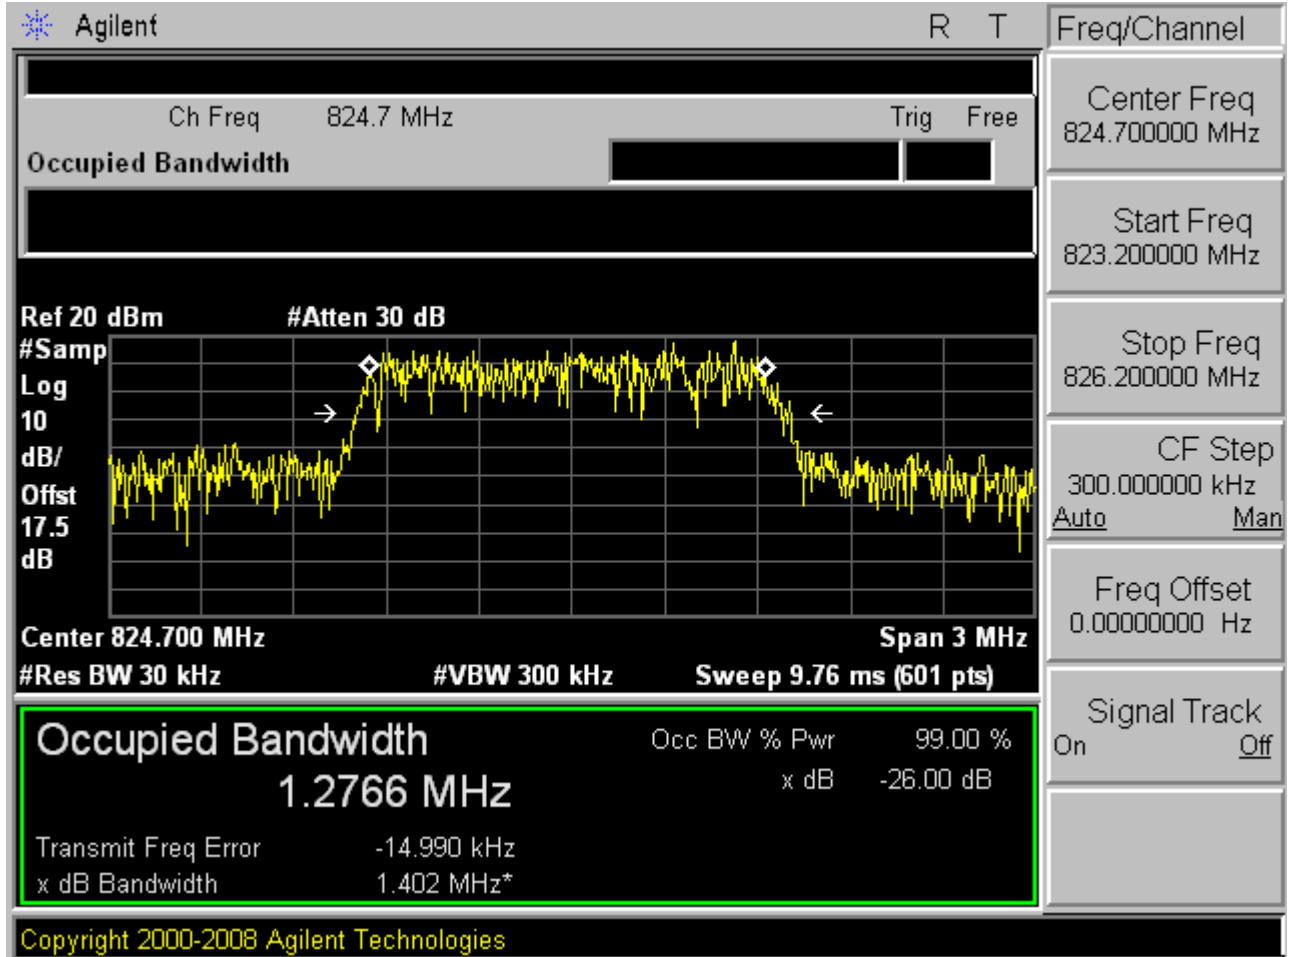 Agilent R T
Freq/Channel
Ch Freq 824.7 MHz Trig Free
Occupied Bandwidth
Center Freq
824.700000 MHz
Start Freq
823.200000 MHz
Stop Freq
826.200000 MHz
CF Step
300.000000 kHz
Auto Man
Freq Offset
0.00000000 Hz
Signal Track
On Off
Ref 20 dBm #Atten 30 dB
#Samp
Log
10
dB/
Offst
17.5
dB
Center 824.700 MHz Span 3 MHz
#Res BW 30 kHz #VBW 300 kHz Sweep 9.76 ms (601 pts)
Occupied Bandwidth
1.2766 MHz
Occ BW % Pwr 99.00 %
x dB -26.00 dB
Transmit Freq Error -14.990 kHz
x dB Bandwidth 1.402 MHz*
Copyright 2000-2008 Agilent Technologies